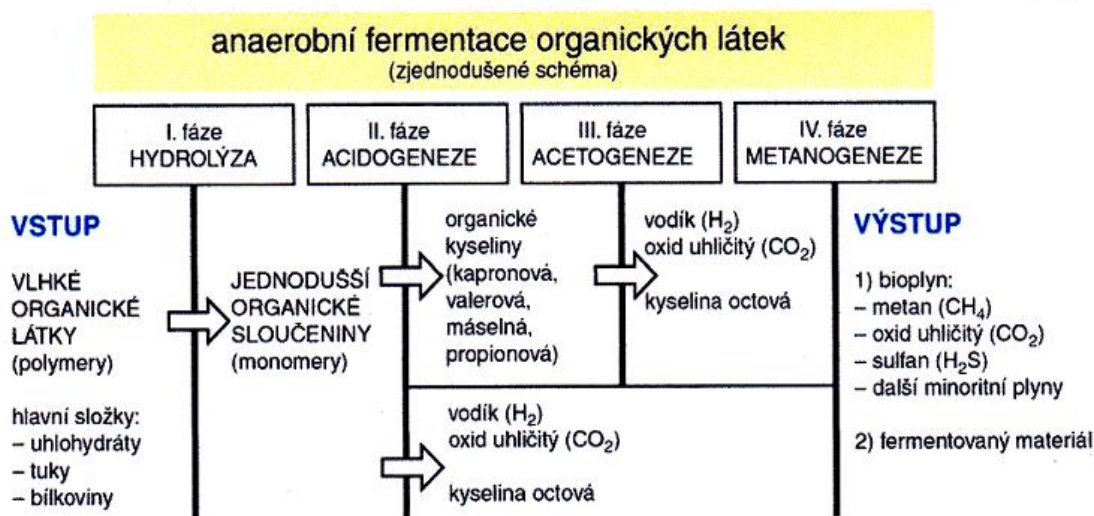 anaerobní fermentace organických látek
(zjednodušené schéma)
I. fáze
HYDROLÝZA
II. fáze
ACIDOGENEZE
III. fáze
ACETOGENEZE
IV. fáze
METANOGENEZE
VSTUP
VLHKÉ
ORGANICKÉ
LÁTKY
(polymery)
hlavní složky:
– uhlohydráty
– tuky
– bílkoviny
JEDNODUŠŠÍ
ORGANICKÉ
SLOUČENINY
(monomery)
organické
kyseliny
(kapronová,
valerová,
máselná,
propionová)
vodík (H₂)
oxid uhličitý (CO₂)
kyselina octová
vodík (H₂)
oxid uhličitý (CO₂)
kyselina octová
VÝSTUP
1) bioplyn:
– metan (CH₄)
– oxid uhličitý (CO₂)
– sulfan (H₂S)
– další minoritní plyny
2) fermentovaný materiál